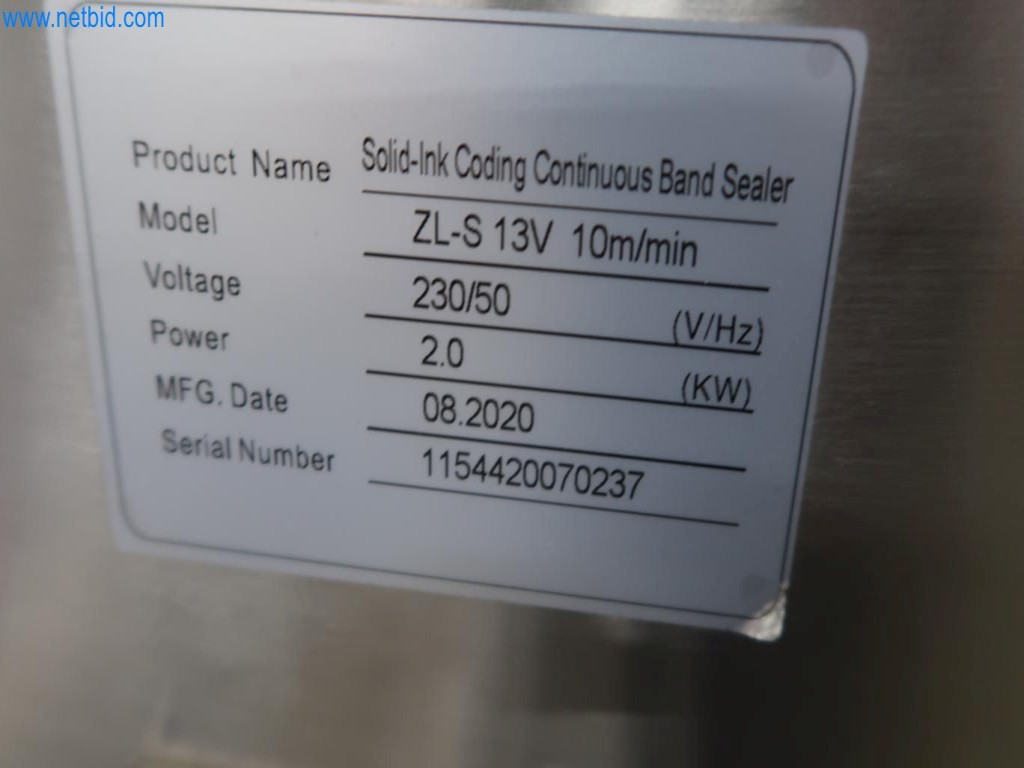 www.netbid.com
Product Name Solid-Ink Coding Continuous Band Sealer
Model ZL-S 13V 10m/min
Voltage 230/50 (V/Hz)
Power 2.0 (KW)
MFG. Date 08.2020
Serial Number 1154420070237